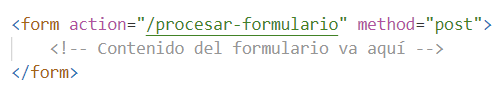 <form action="/procesar-formulario" method="post">
    <!-- Contenido del formulario va aquí -->
</form>